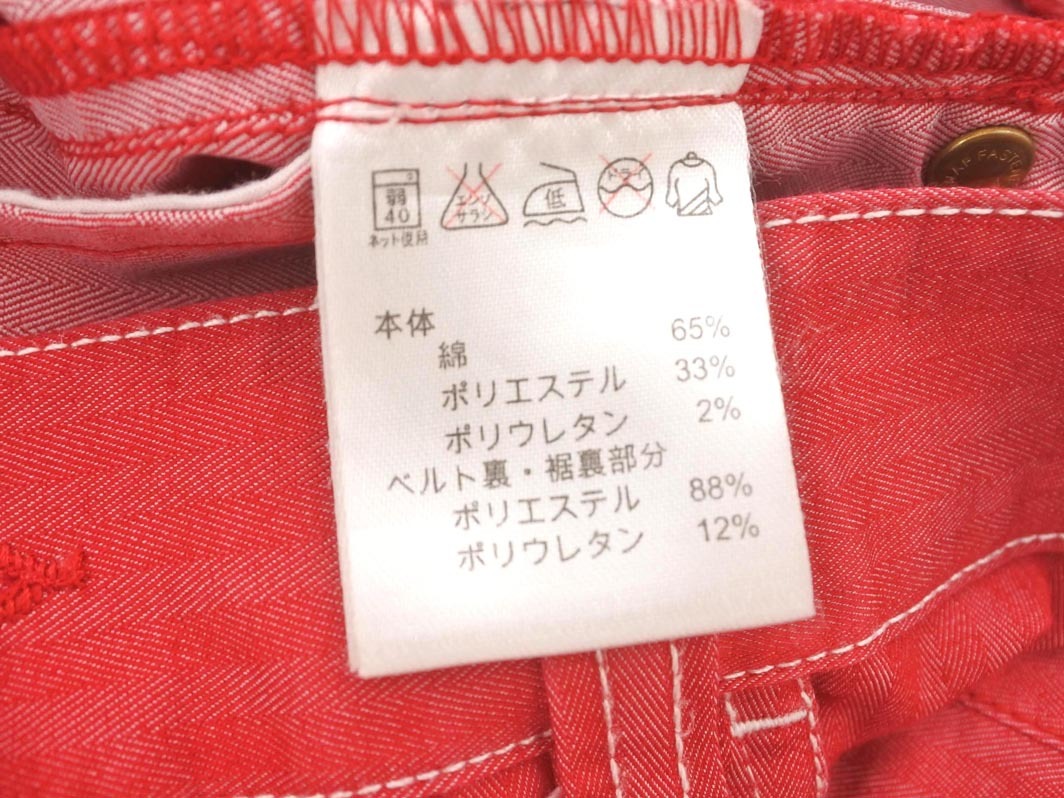 弱
40
ネット使用
エンソ
サラシ
低
ドライ
本体
綿 65%
ポリエステル 33%
ポリウレタン 2%
ベルト裏・裾裏部分
ポリエステル 88%
ポリウレタン 12%
FASTE